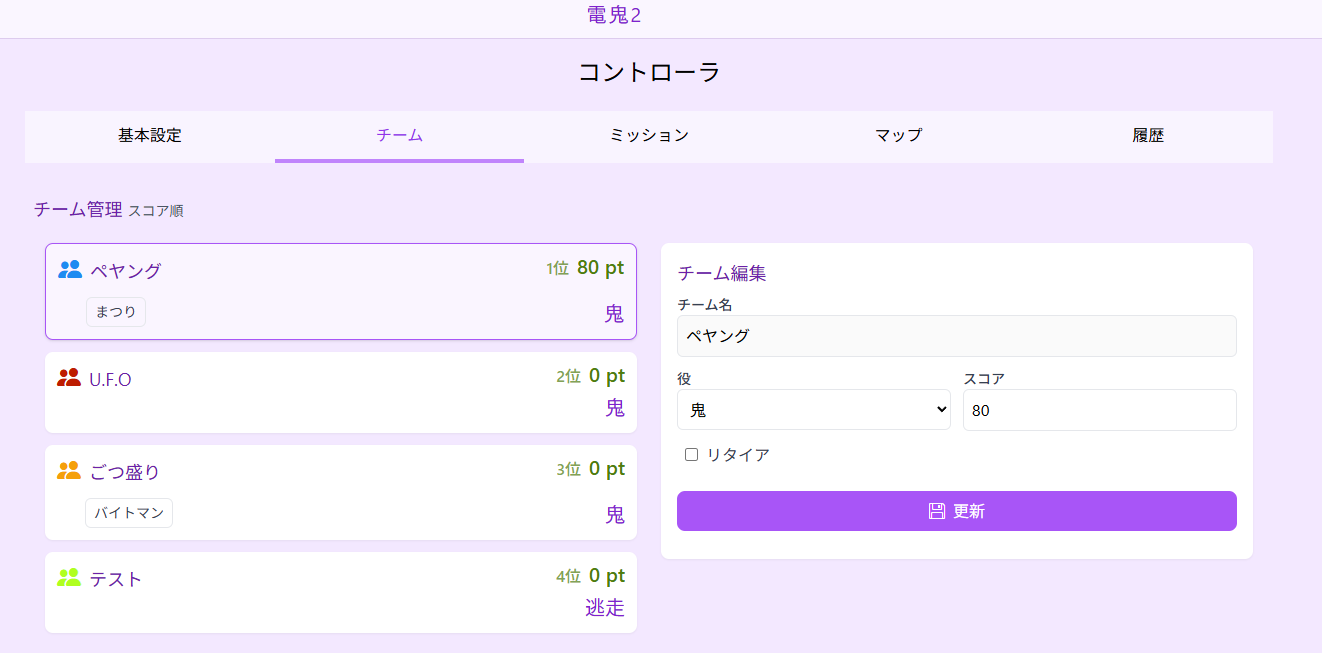 電鬼2
コントローラ
基本設定 チーム ミッション マップ 履歴
チーム管理 スコア順
ペヤング 1位 80 pt
まつり 鬼
U.F.O 2位 0 pt
鬼
ごつ盛り 3位 0 pt
バイトマン 鬼
テスト 4位 0 pt
逃走
チーム編集
チーム名
ペヤング
役 スコア
鬼 80
リタイア
更新